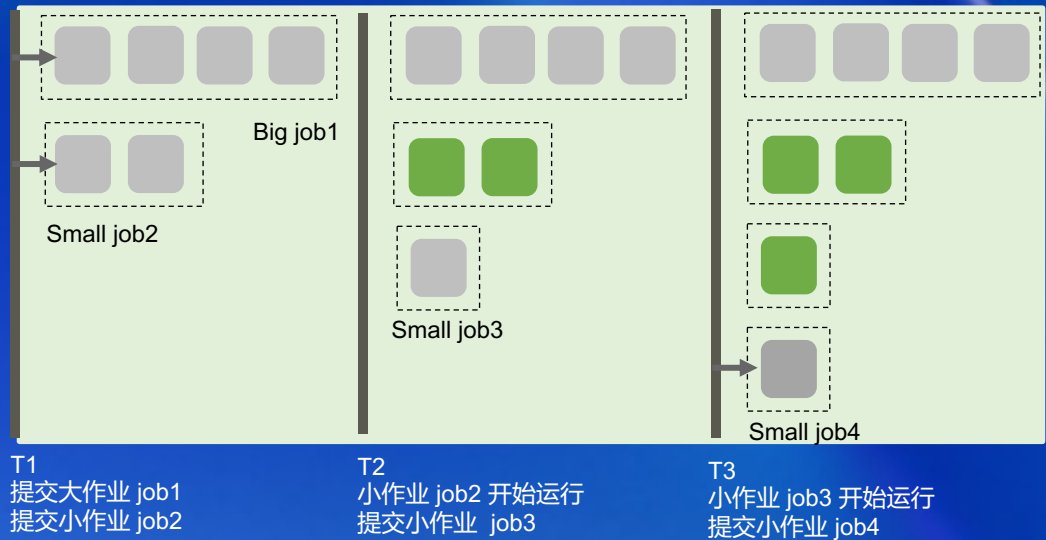 Big job1
Small job2
Small job3
Small job4
T1
提交大作业 job1
提交小作业 job2
T2
小作业 job2 开始运行
提交小作业 job3
T3
小作业 job3 开始运行
提交小作业 job4